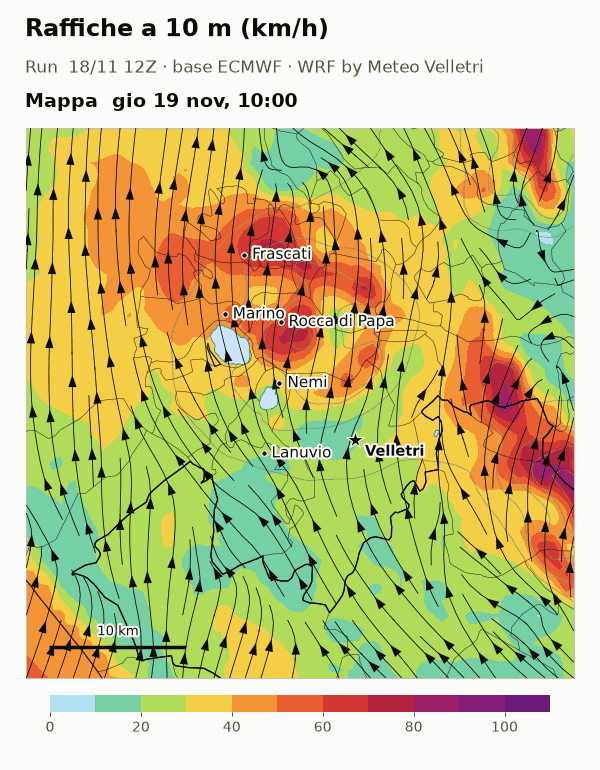 Raffiche a 10 m (km/h)
Run  18/11 12Z · base ECMWF · WRF by Meteo Velletri
Mappa  gio 19 nov, 10:00
Frascati
Marino
Rocca di Papa
Nemi
Velletri
Lanuvio
10 km
0 20 40 60 80 100